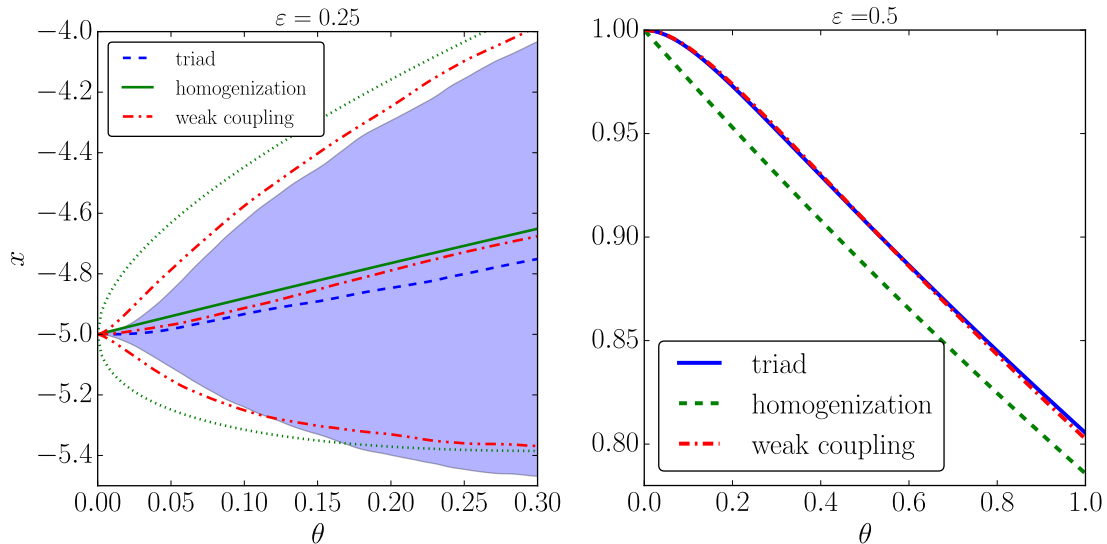 ε = 0.25
−4.0
−4.2
−4.4
−4.6
−4.8
−5.0
−5.2
−5.4
x
triad
homogenization
weak coupling
0.00 0.05 0.10 0.15 0.20 0.25 0.30
θ
ε =0.5
1.00
0.95
0.90
0.85
0.80
triad
homogenization
weak coupling
0.0 0.2 0.4 0.6 0.8 1.0
θ